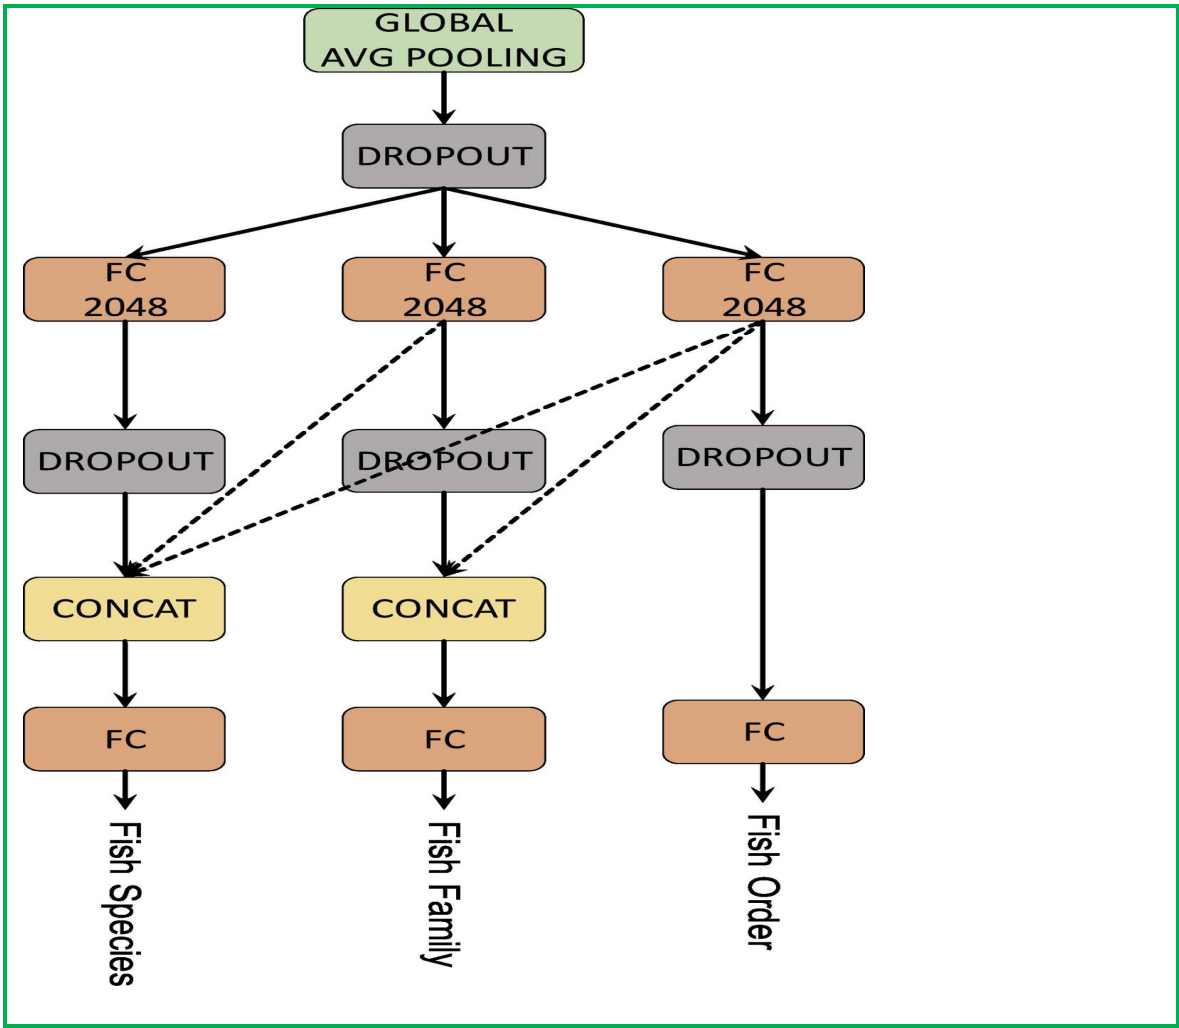 GLOBAL
AVG POOLING
DROPOUT
FC
2048
FC
2048
FC
2048
DROPOUT
DROPOUT
DROPOUT
CONCAT
CONCAT
FC
FC
FC
Fish Species
Fish Family
Fish Order